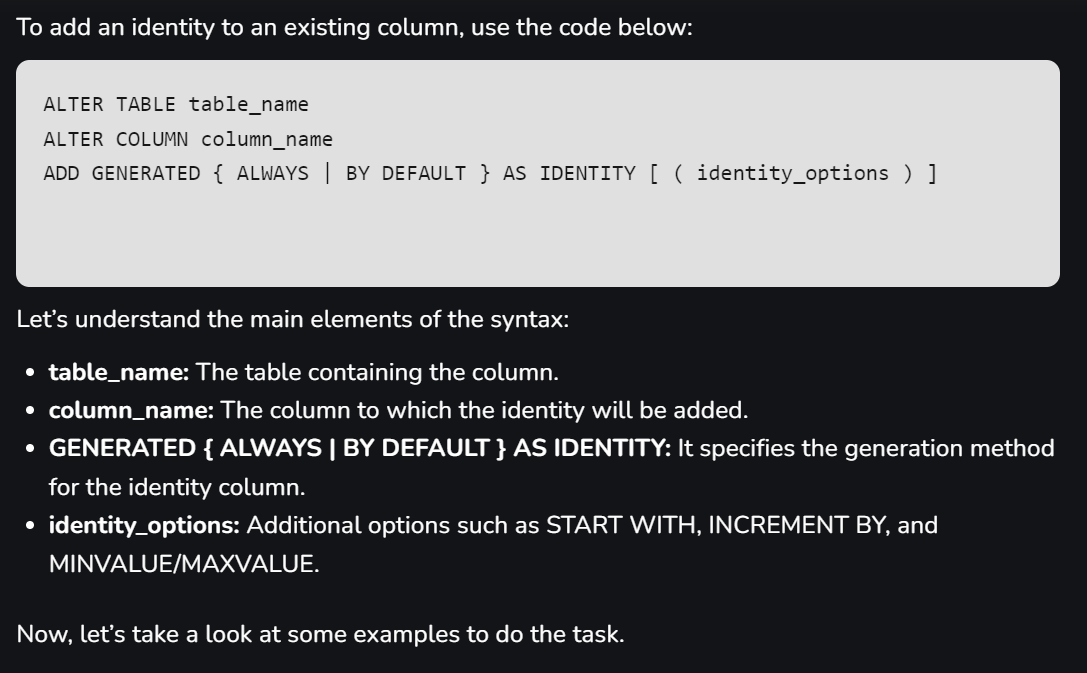 To add an identity to an existing column, use the code below:
ALTER TABLE table_name
ALTER COLUMN column_name
ADD GENERATED { ALWAYS | BY DEFAULT } AS IDENTITY [ ( identity_options ) ]
Let’s understand the main elements of the syntax:
• table_name: The table containing the column.
• column_name: The column to which the identity will be added.
• GENERATED { ALWAYS | BY DEFAULT } AS IDENTITY: It specifies the generation method
for the identity column.
• identity_options: Additional options such as START WITH, INCREMENT BY, and
MINVALUE/MAXVALUE.
Now, let’s take a look at some examples to do the task.